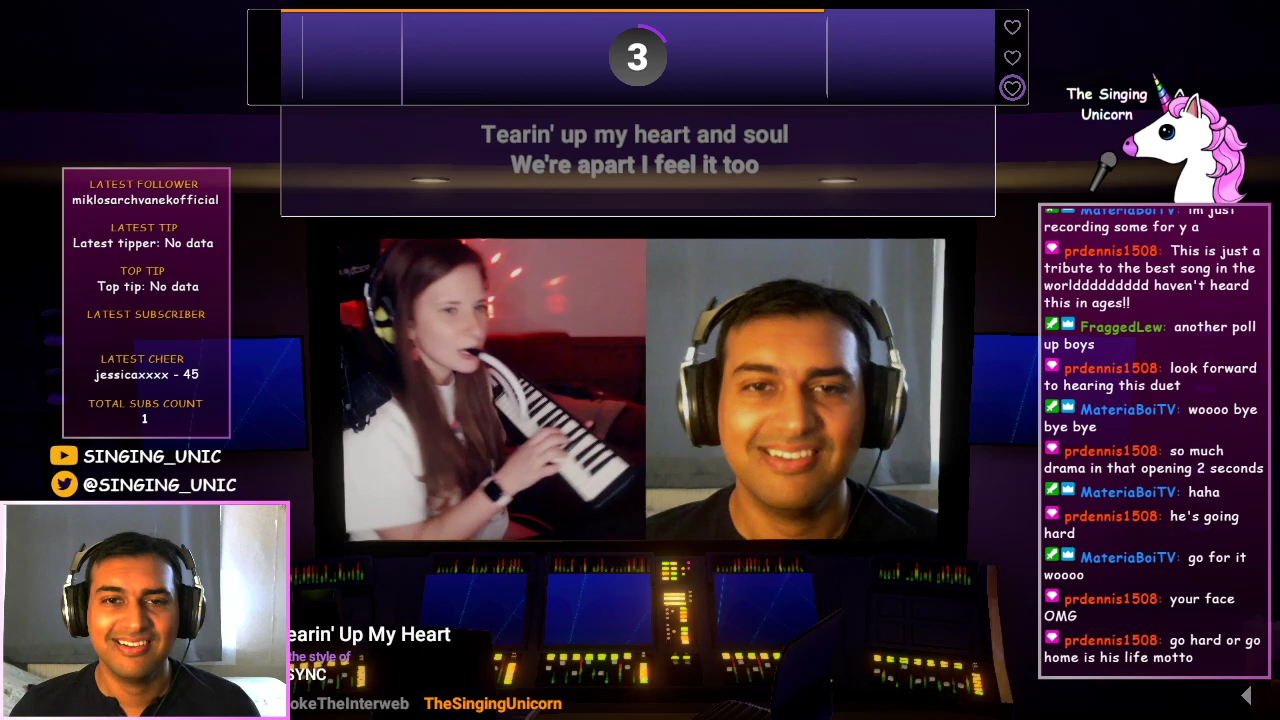 3
Tearin' up my heart and soul
We're apart I feel it too
The Singing
Unicorn
LATEST FOLLOWER
miklosarchvanekofficial
LATEST TIP
Latest tipper: No data
TOP TIP
Top tip: No data
LATEST SUBSCRIBER
LATEST CHEER
jessicaxxxx - 45
TOTAL SUBS COUNT
1
SINGING_UNIC
@SINGING_UNIC
MateriaBoiTV: im just
recording some for y a
prdennis1508: This is just a
tribute to the best song in the
worldddddddd haven't heard
this in ages!!
FraggedLew: another poll
up boys
prdennis1508: look forward
to hearing this duet
MateriaBoiTV: woooo bye
bye bye
prdennis1508: so much
drama in that opening 2 seconds
MateriaBoiTV: haha
prdennis1508: he's going
hard
MateriaBoiTV: go for it
woooo
prdennis1508: your face
OMG
prdennis1508: go hard or go
home is his life motto
earin' Up My Heart
the style of
SYNC
okeTheInterweb TheSingingUnicorn